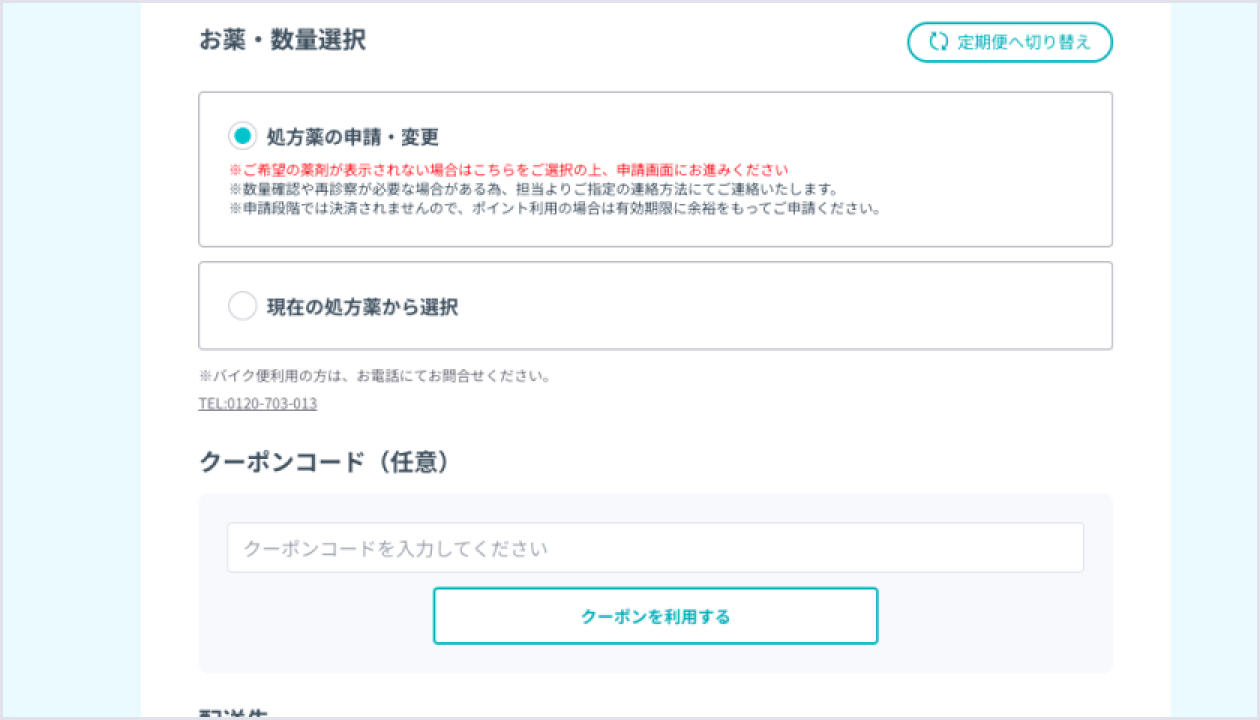 お薬・数量選択
定期便へ切り替え
処方薬の申請・変更
※ご希望の薬剤が表示されない場合はこちらをご選択の上、申請画面にお進みください
※数量確認や再診察が必要な場合がある為、担当よりご指定の連絡方法にてご連絡いたします。
※申請段階では決済されませんので、ポイント利用の場合は有効期限に余裕をもってご申請ください。
現在の処方薬から選択
※バイク便利用の方は、お電話にてお問合せください。
TEL:0120-703-013
クーポンコード（任意）
クーポンコードを入力してください
クーポンを利用する
配送先